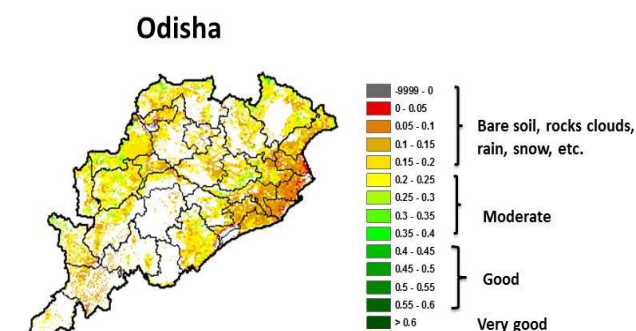 Odisha
-9999 - 0
0 - 0.05
0.05 - 0.1
0.1 - 0.15
0.15 - 0.2
0.2 - 0.25
0.25 - 0.3
0.3 - 0.35
0.35 - 0.4
0.4 - 0.45
0.45 - 0.5
0.5 - 0.55
0.55 - 0.6
> 0.6
Bare soil, rocks clouds,
rain, snow, etc.
Moderate
Good
Very good